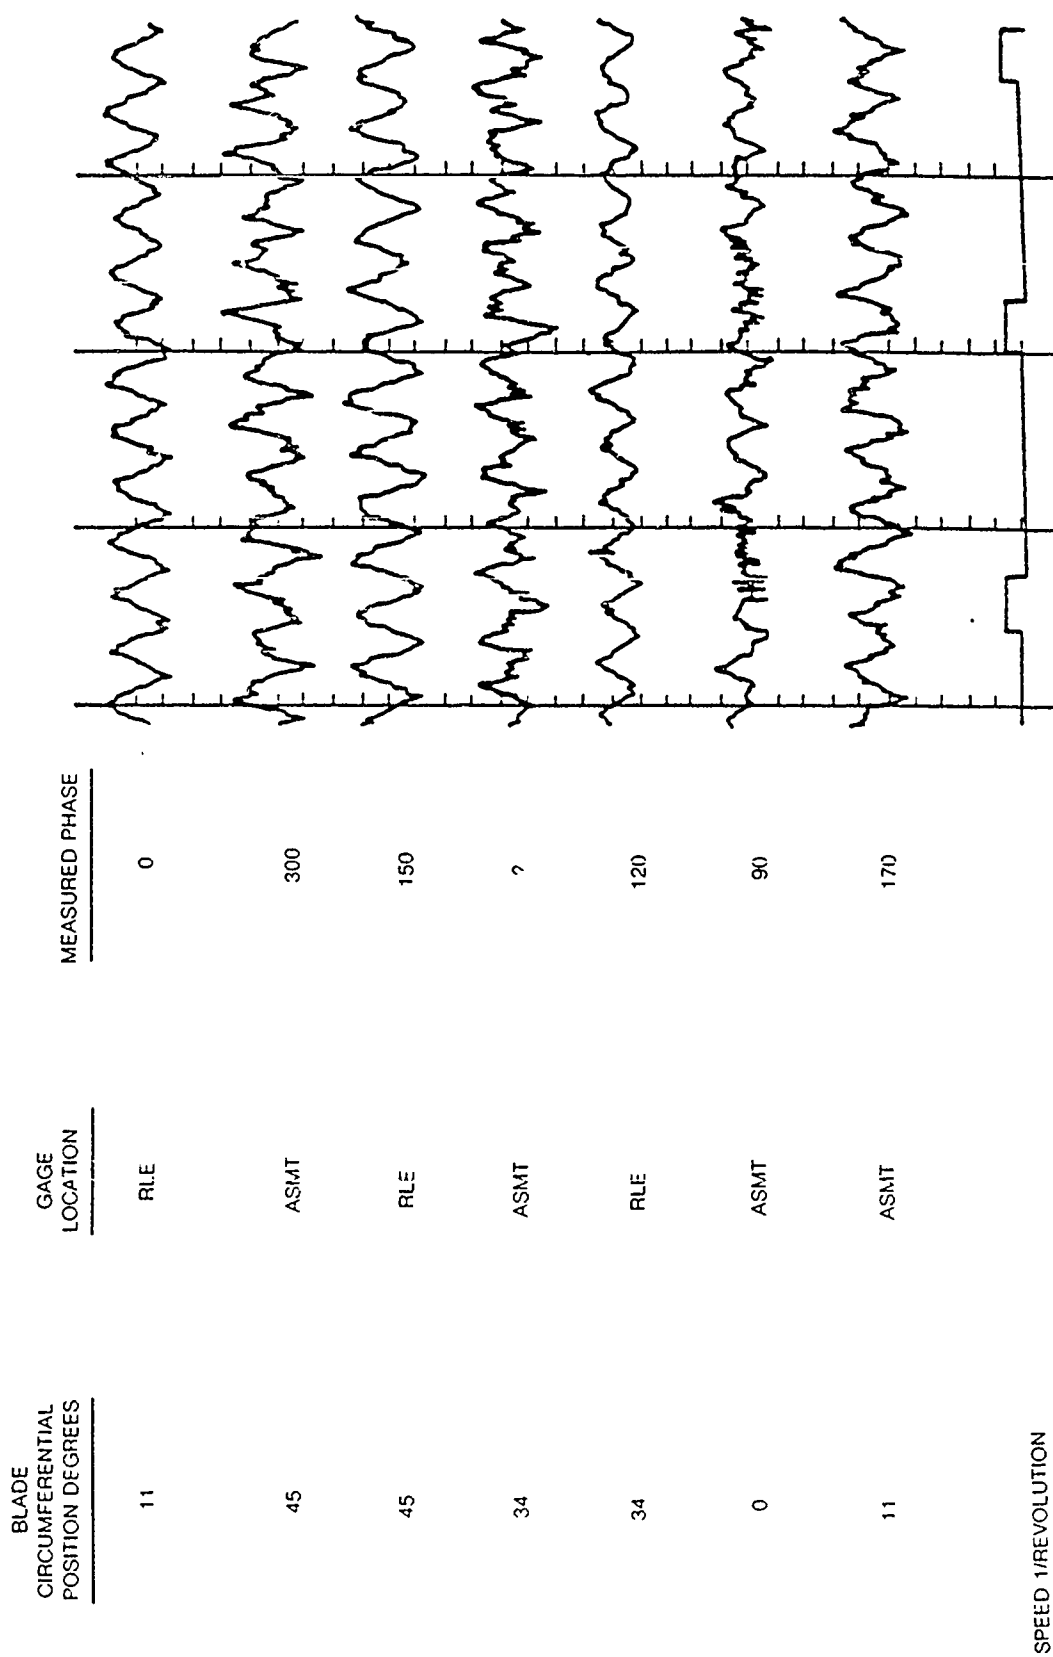 BLADE
CIRCUMFERENTIAL
POSITION DEGREES
GAGE
LOCATION
MEASURED PHASE
11 RLE 0
45 ASMT 300
45 RLE 150
34 ASMT ?
34 RLE 120
0 ASMT 90
11 ASMT 170
SPEED 1/REVOLUTION